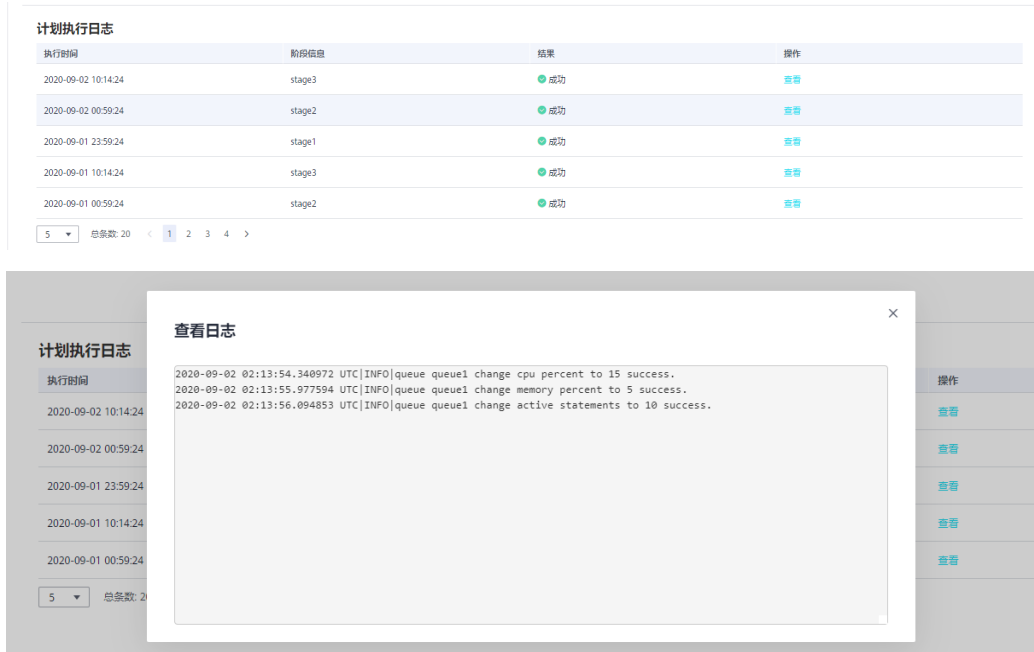 计划执行日志
执行时间 阶段信息 结果 操作
2020-09-02 10:14:24 stage3 成功 查看
2020-09-02 00:59:24 stage2 成功 查看
2020-09-01 23:59:24 stage1 成功 查看
2020-09-01 10:14:24 stage3 成功 查看
2020-09-01 00:59:24 stage2 成功 查看
5 总条数: 20 < 1 2 3 4 >
查看日志
计划执行日志
2020-09-02 02:13:54.340972 UTC|INFO|queue queue1 change cpu percent to 15 success.
2020-09-02 02:13:55.977594 UTC|INFO|queue queue1 change memory percent to 5 success.
2020-09-02 02:13:56.094853 UTC|INFO|queue queue1 change active statements to 10 success.
执行时间 操作
2020-09-02 10:14:24 查看
2020-09-02 00:59:24 查看
2020-09-01 23:59:24 查看
2020-09-01 10:14:24 查看
2020-09-01 00:59:24 查看
5 总条数: 2